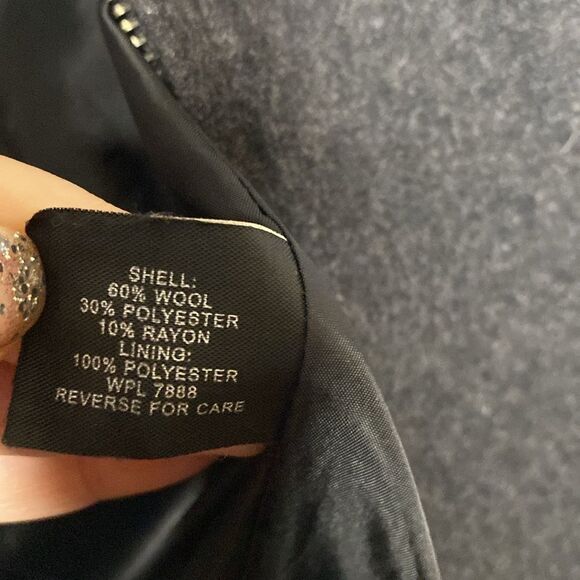 SHELL:
60% WOOL
30% POLYESTER
10% RAYON
LINING:
100% POLYESTER
WPL 7888
REVERSE FOR CARE